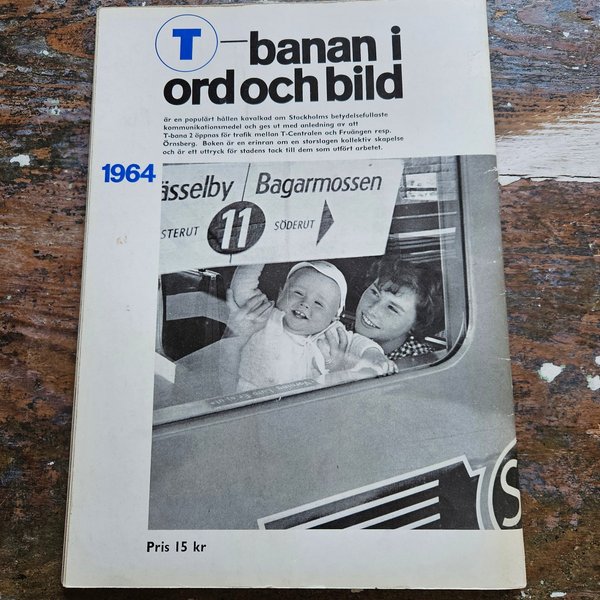 T-banan i
ord och bild
är en populärt hållen kavalkad om Stockholms betydelsefullaste
kommunikationsmedel och ges ut med anledning av att
T-bana 2 öppnas för trafik mellan T-Centralen och Fruängen resp.
Örnsberg. Boken är en erinran om en storslagen kollektiv skapelse
och är ett uttryck för stadens tack till dem som utfört arbetet.
1964
ässelby Bagarmossen
STERUT 11 SÖDERUT
S
Pris 15 kr